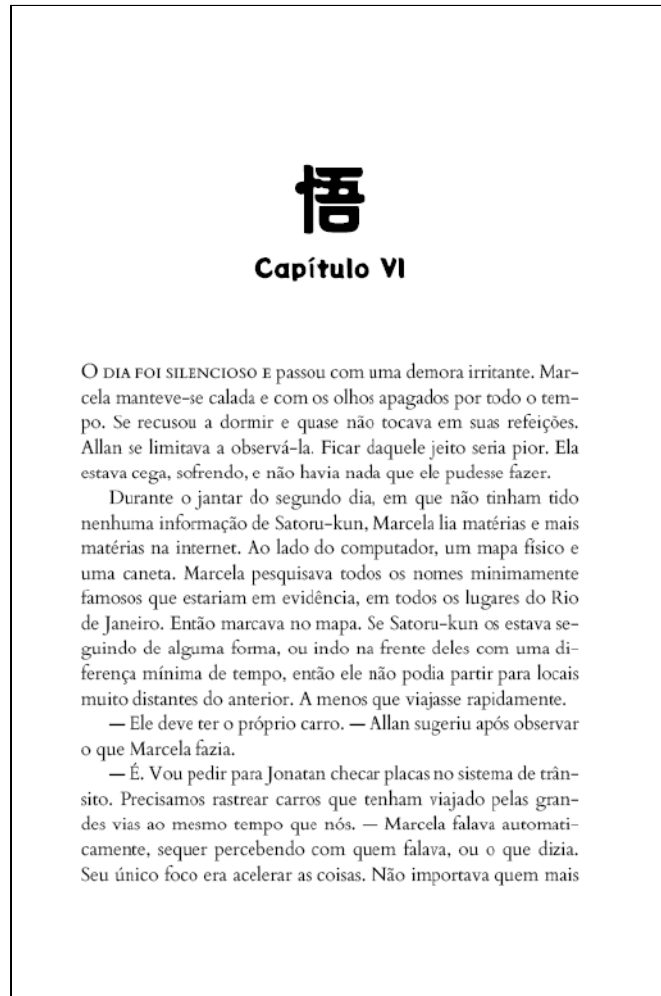 悟
Capítulo VI
O DIA FOI SILENCIOSO E passou com uma demora irritante. Mar-
cela manteve-se calada e com os olhos apagados por todo o tem-
po. Se recusou a dormir e quase não tocava em suas refeições.
Allan se limitava a observá-la. Ficar daquele jeito seria pior. Ela
estava cega, sofrendo, e não havia nada que ele pudesse fazer.
Durante o jantar do segundo dia, em que não tinham tido
nenhuma informação de Satoru-kun, Marcela lia matérias e mais
matérias na internet. Ao lado do computador, um mapa físico e
uma caneta. Marcela pesquisava todos os nomes minimamente
famosos que estariam em evidência, em todos os lugares do Rio
de Janeiro. Então marcava no mapa. Se Satoru-kun os estava se-
guindo de alguma forma, ou indo na frente deles com uma di-
ferença mínima de tempo, então ele não podia partir para locais
muito distantes do anterior. A menos que viajasse rapidamente.
— Ele deve ter o próprio carro. — Allan sugeriu após observar
o que Marcela fazia.
— É. Vou pedir para Jonatan checar placas no sistema de trân-
sito. Precisamos rastrear carros que tenham viajado pelas gran-
des vias ao mesmo tempo que nós. — Marcela falava automati-
camente, sequer percebendo com quem falava, ou o que dizia.
Seu único foco era acelerar as coisas. Não importava quem mais